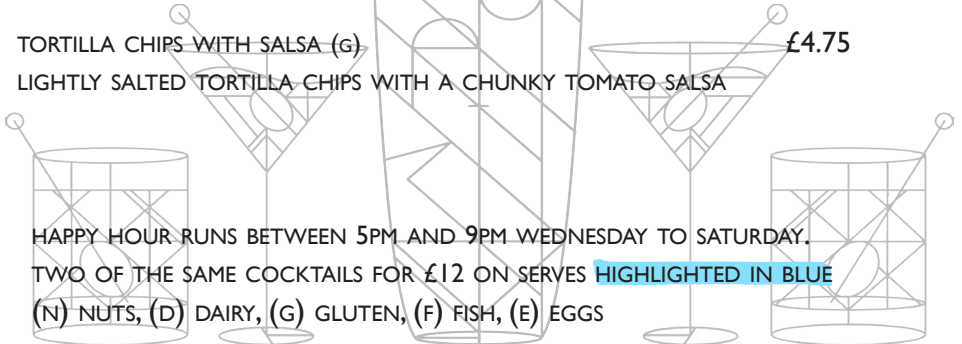 TORTILLA CHIPS WITH SALSA (G) £4.75
LIGHTLY SALTED TORTILLA CHIPS WITH A CHUNKY TOMATO SALSA
HAPPY HOUR RUNS BETWEEN 5PM AND 9PM WEDNESDAY TO SATURDAY.
TWO OF THE SAME COCKTAILS FOR £12 ON SERVES HIGHLIGHTED IN BLUE
(N) NUTS, (D) DAIRY, (G) GLUTEN, (F) FISH, (E) EGGS